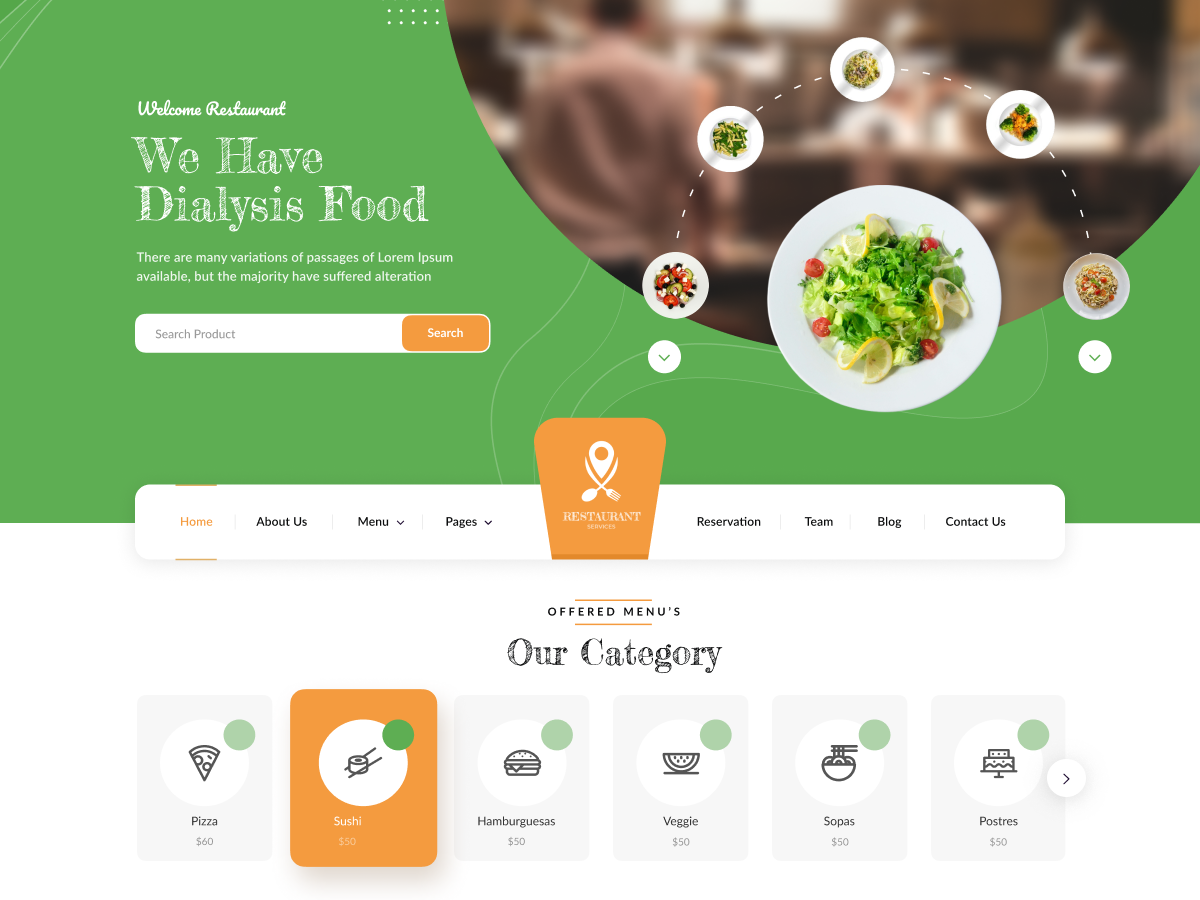 Welcome Restaurant
We Have
Dialysis Food
There are many variations of passages of Lorem Ipsum
available, but the majority have suffered alteration
Search Product
Search
Home
About Us
Menu
Pages
RESTAURANT
SERVICES
Reservation
Team
Blog
Contact Us
OFFERED MENU'S
Our Category
Pizza
$60
Sushi
$50
Hamburguesas
$50
Veggie
$50
Sopas
$50
Postres
$50